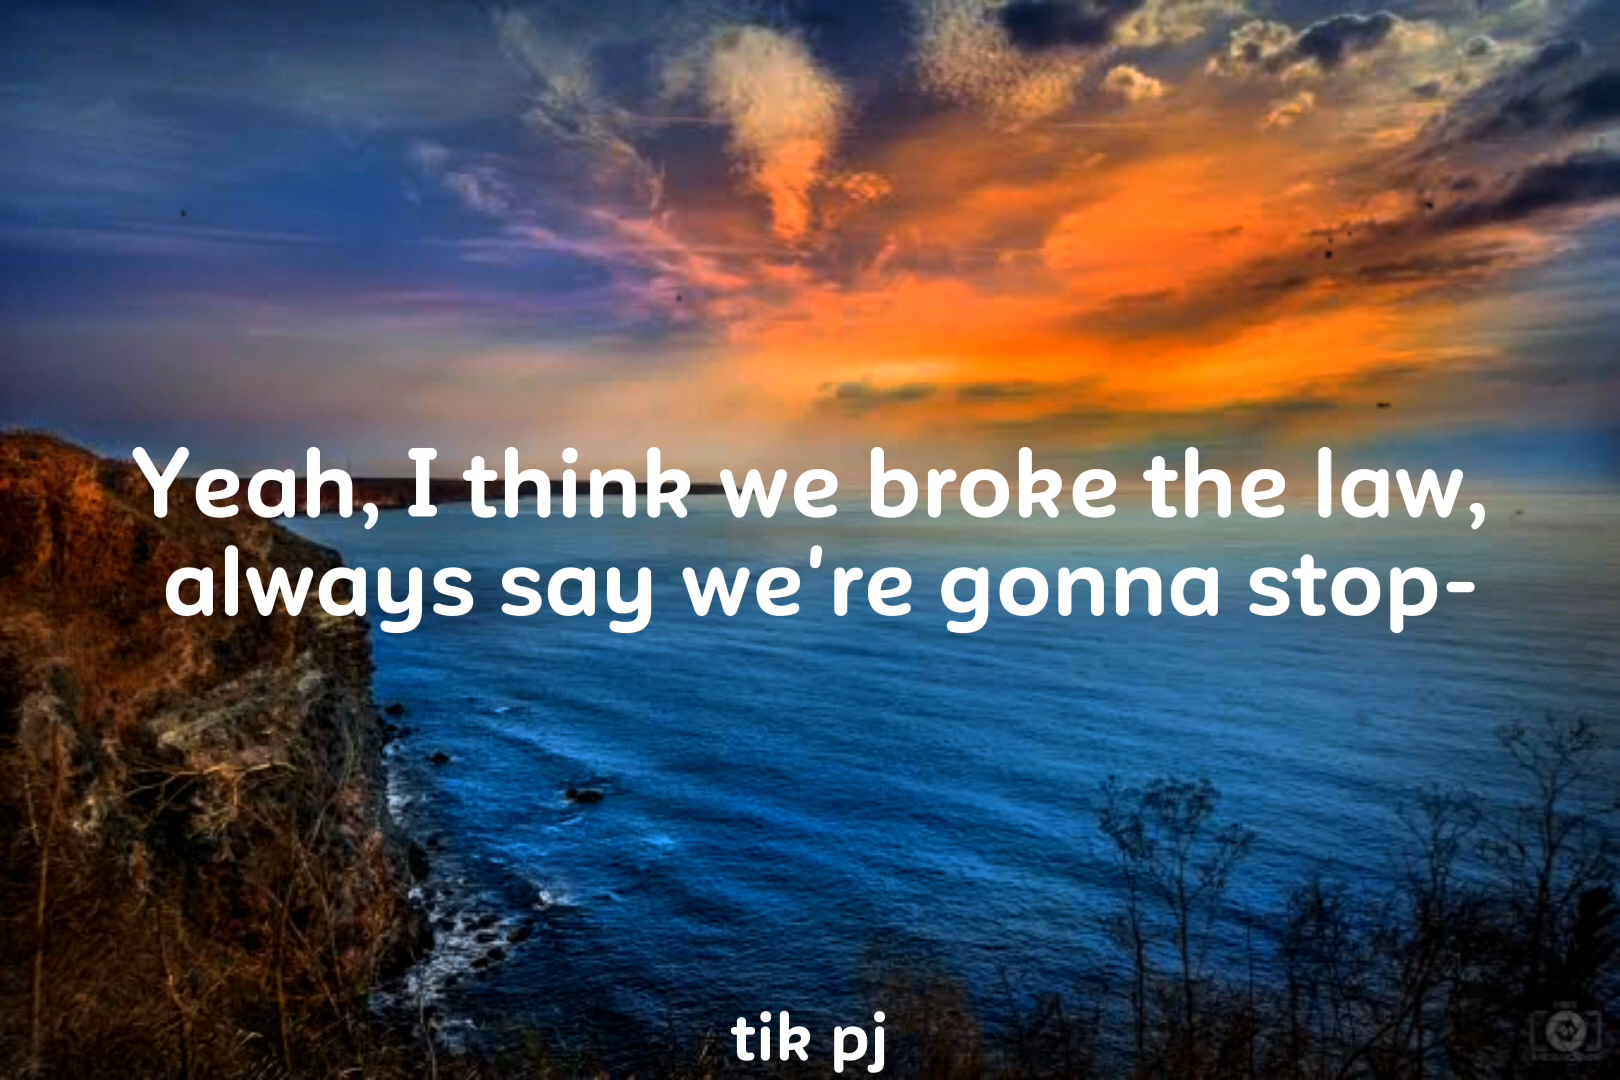 Yeah, I think we broke the law,
always say we're gonna stop-
tik pj